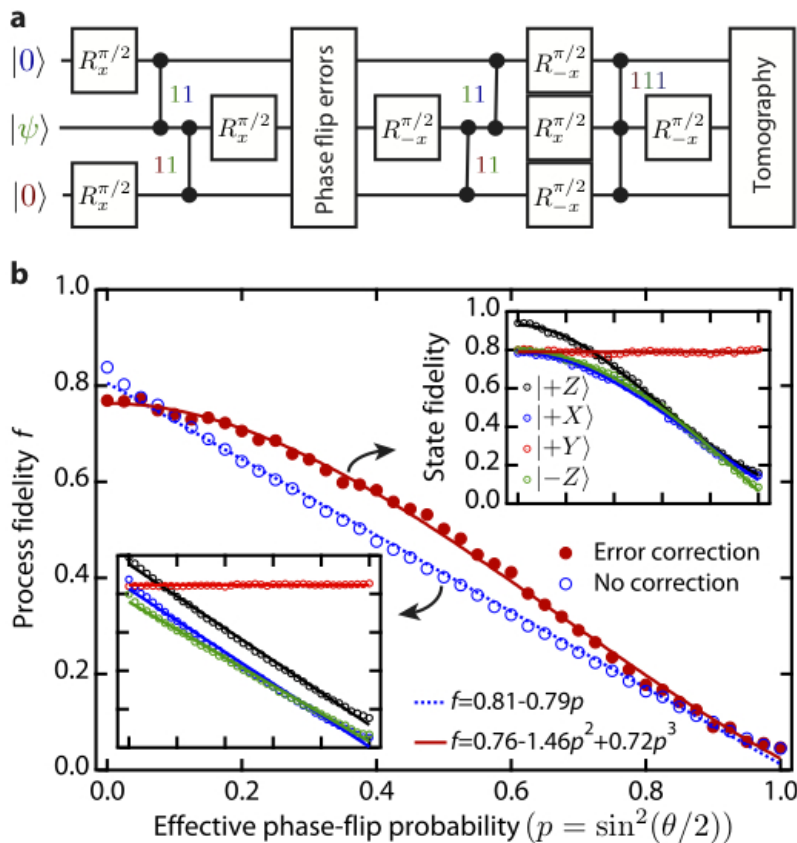 a
|0⟩ R_x^{π/2} R_{-x}^{π/2}
11 11 111
|ψ⟩ R_x^{π/2} Phase flip errors R_{-x}^{π/2} R_x^{π/2} R_{-x}^{π/2} Tomography
11 11
|0⟩ R_x^{π/2} R_{-x}^{π/2}
b
Process fidelity f
1.0
0.8
0.6
0.4
0.2
0.0
State fidelity
1.0
0.8
0.6
0.4
0.2
0.0
|+Z⟩
|+X⟩
|+Y⟩
|−Z⟩
Error correction
No correction
f=0.81-0.79p
f=0.76-1.46p²+0.72p³
0.0 0.2 0.4 0.6 0.8 1.0
Effective phase-flip probability (p = sin²(θ/2))